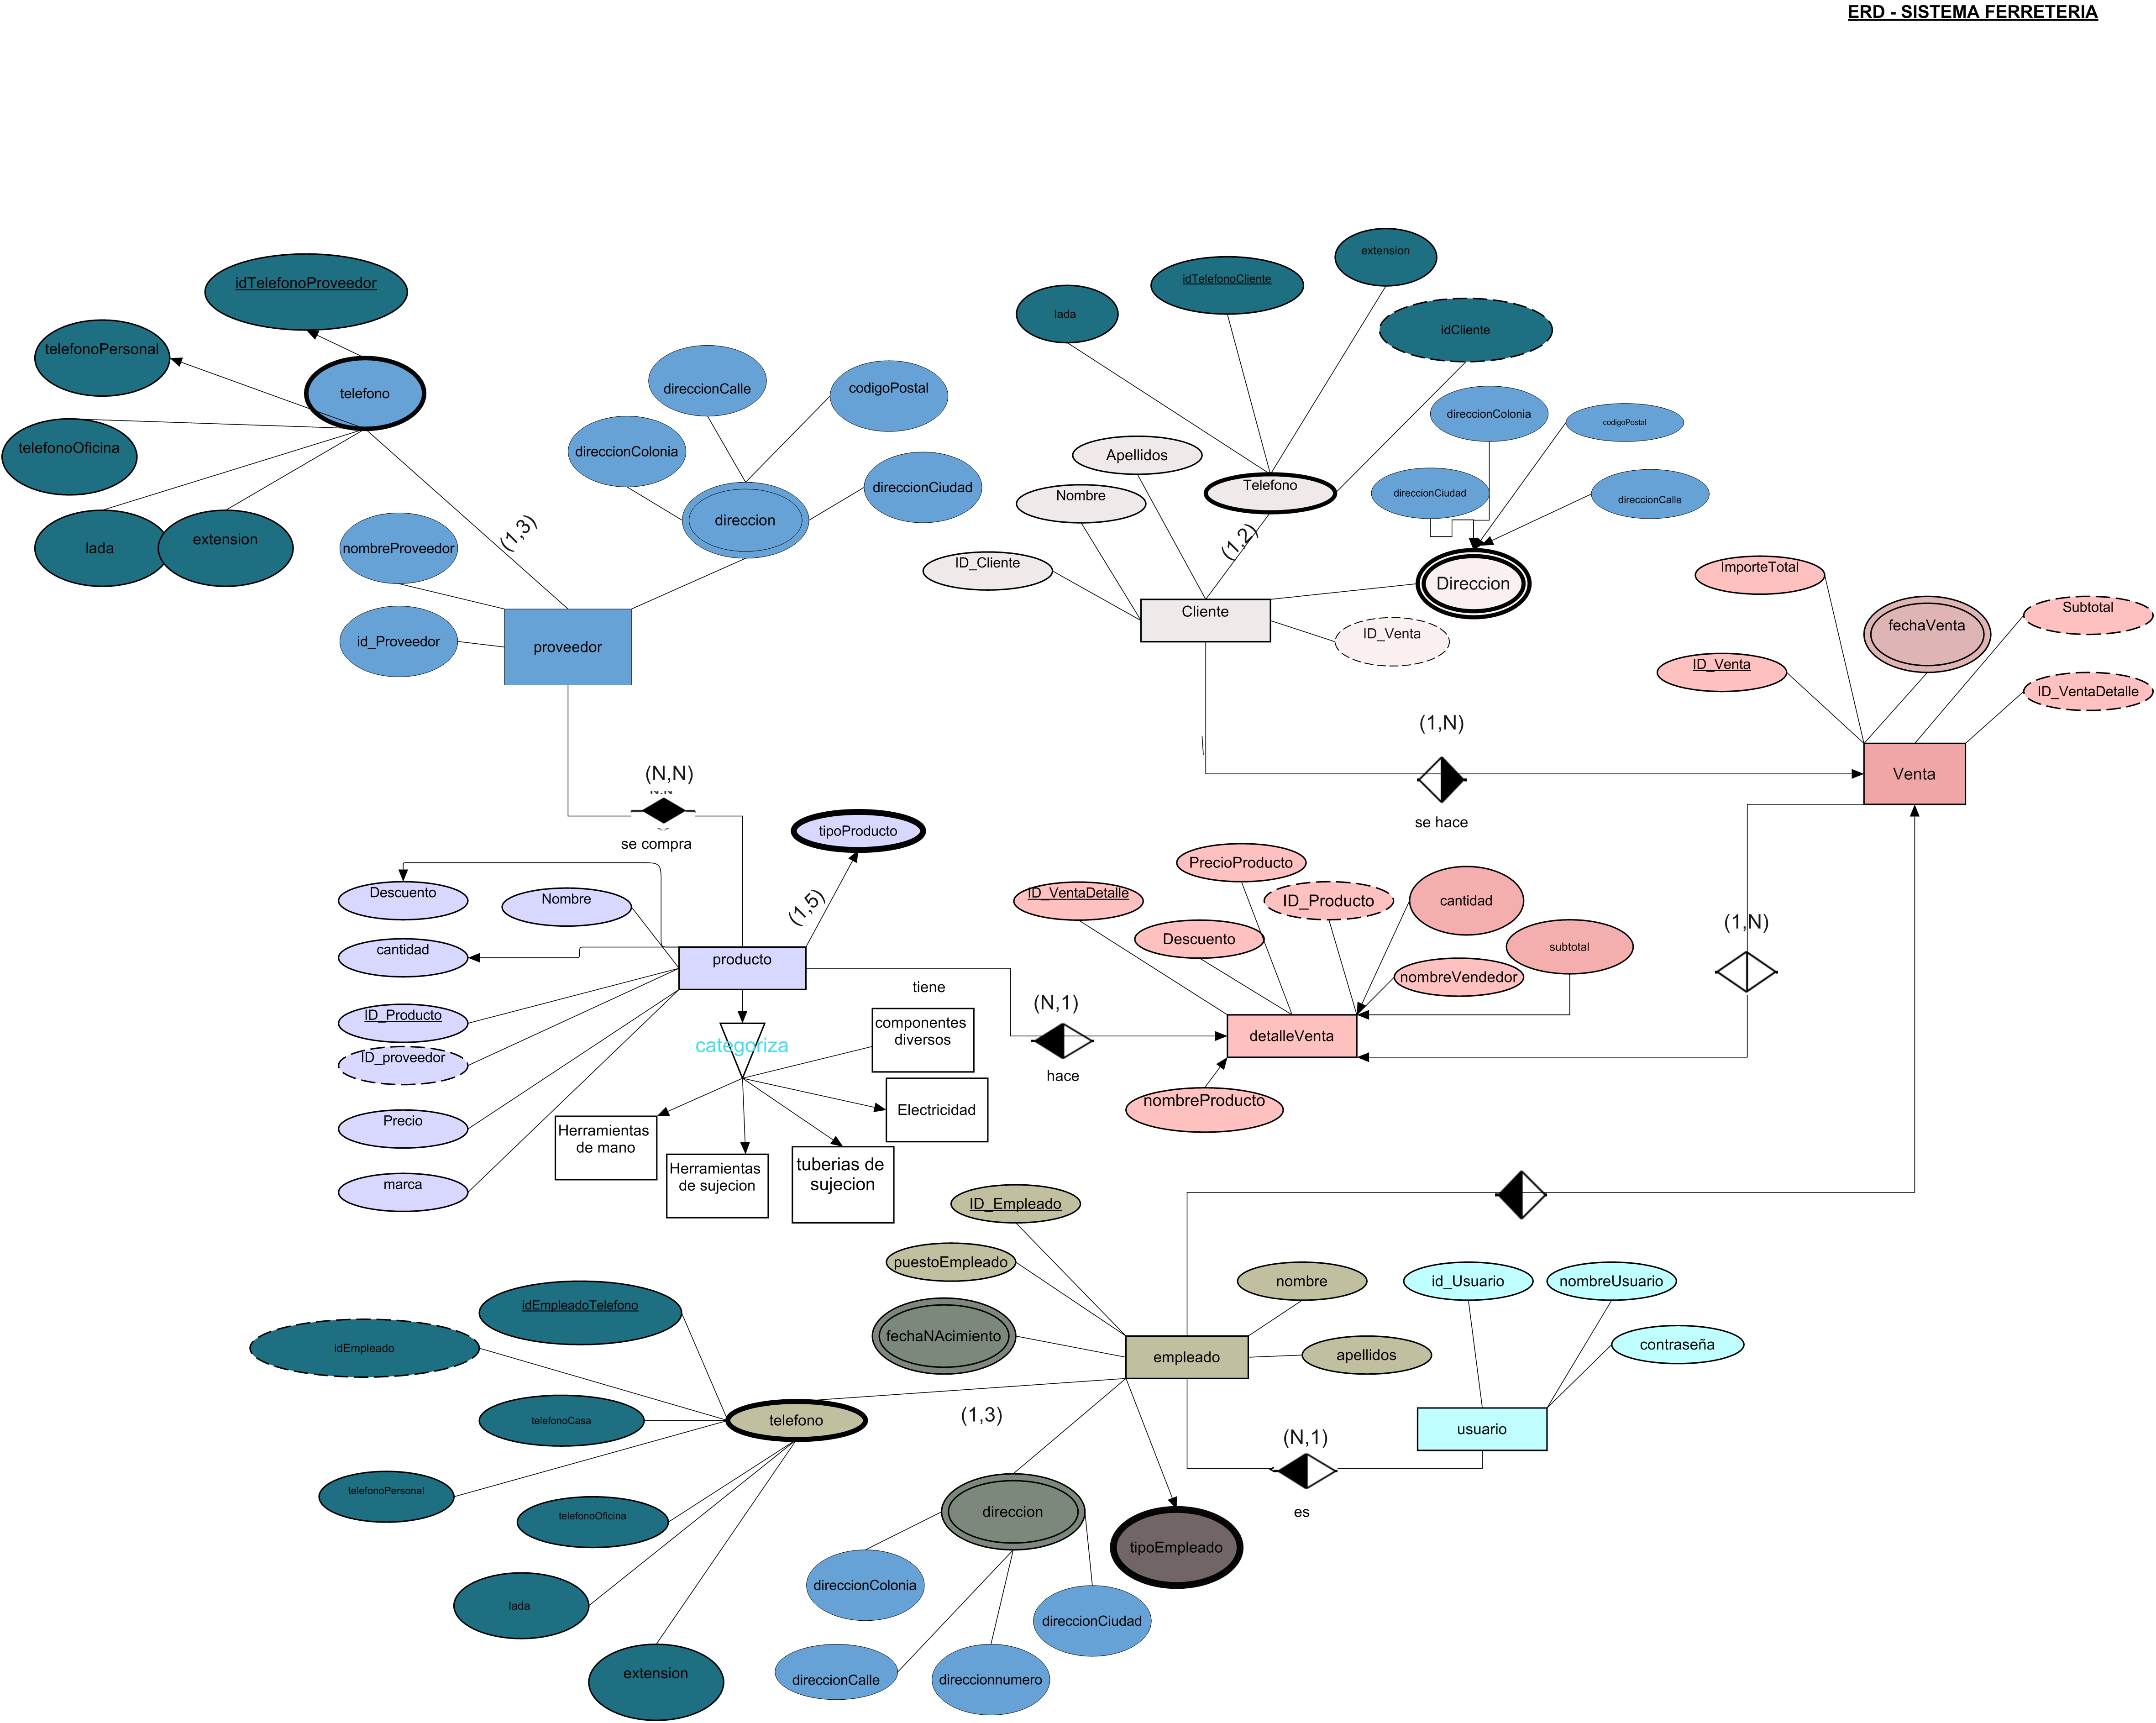 ERD - SISTEMA FERRETERIA
idTelefonoProveedor
telefonoPersonal
telefono
telefonoOficina
lada
extension
(1,3)
nombreProveedor
id_Proveedor
proveedor
direccionCalle
codigoPostal
direccionColonia
direccionCiudad
direccion
extension
idTelefonoCliente
lada
idCliente
direccionColonia
codigoPostal
Apellidos
Telefono
direccionCiudad
direccionCalle
Nombre
(1,2)
ID_Cliente
Direccion
Cliente
ID_Venta
ImporteTotal
fechaVenta
Subtotal
ID_Venta
ID_VentaDetalle
(1,N)
Venta
se hace
(N,N)
N:N
se compra
tipoProducto
(1,5)
Descuento
Nombre
cantidad
producto
ID_Producto
ID_proveedor
Precio
marca
tiene
categoriza
componentes
diversos
Electricidad
Herramientas
de mano
Herramientas
de sujecion
tuberias de
sujecion
(N,1)
hace
PrecioProducto
ID_VentaDetalle
ID_Producto
cantidad
Descuento
subtotal
nombreVendedor
detalleVenta
nombreProducto
(1,N)
ID_Empleado
puestoEmpleado
nombre
fechaNAcimiento
empleado
apellidos
id_Usuario
nombreUsuario
contraseña
usuario
(N,1)
es
idEmpleadoTelefono
idEmpleado
telefonoCasa
telefono
(1,3)
telefonoPersonal
telefonoOficina
lada
extension
direccion
tipoEmpleado
direccionColonia
direccionCiudad
direccionCalle
direccionnumero